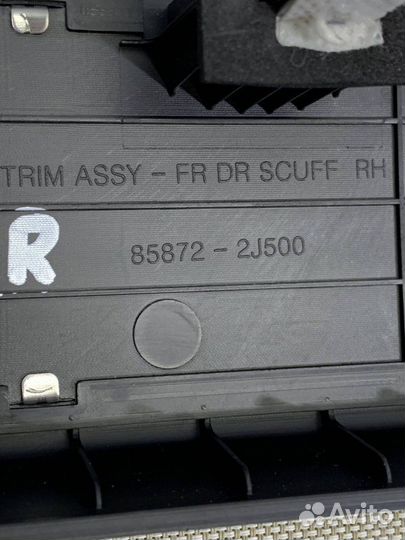 TRIM ASSY - FR DR SCUFF RH
R
85872 - 2J500
Avito